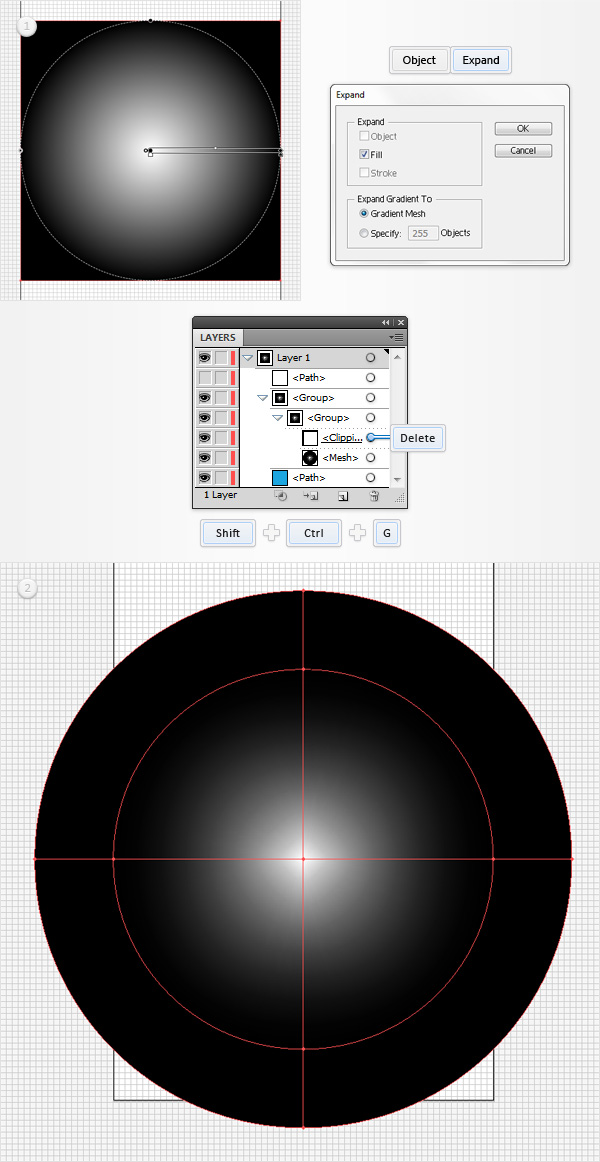 1
Object Expand
Expand
Expand
Object
Fill
Stroke
OK
Cancel
Expand Gradient To
Gradient Mesh
Specify: 255 Objects
LAYERS
Layer 1
<Path>
<Group>
<Group>
<Clippi...
Delete
<Mesh>
<Path>
1 Layer
Shift Ctrl G
2